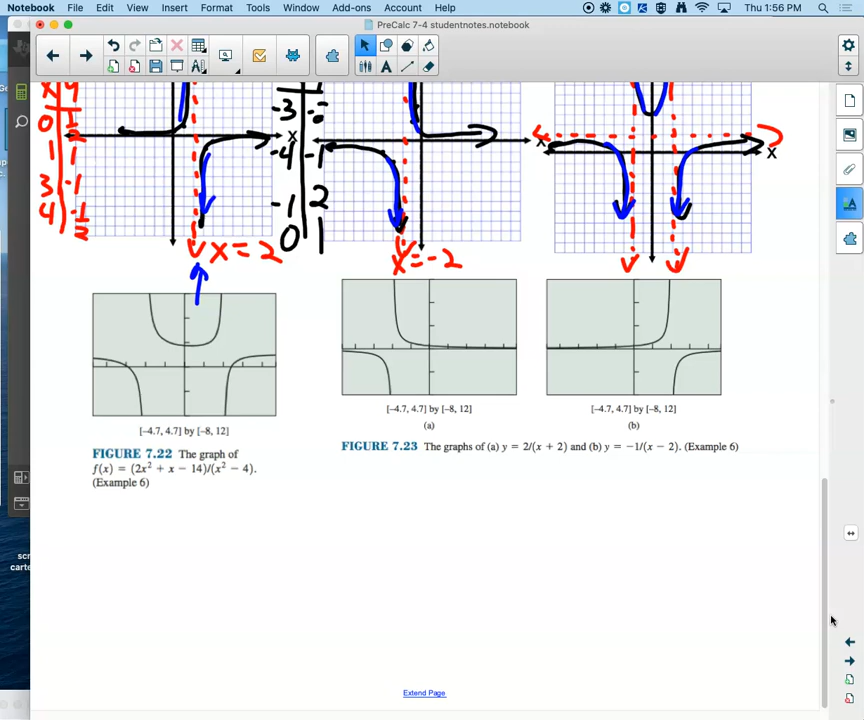 Notebook File Edit View Insert Format Tools Window Add-ons Account Help Thu 1:56 PM
PreCalc 7-4 studentnotes.notebook
X Y
0 1/2
1 1
3 -1
4 -1/2
X
x = 2
-3
-4 -1
-1 2
0 1
x = -2
X
X
[–4.7, 4.7] by [–8, 12]
FIGURE 7.22 The graph of
f(x) = (2x² + x – 14)/(x² – 4).
(Example 6)
[–4.7, 4.7] by [–8, 12]
(a)
[–4.7, 4.7] by [–8, 12]
(b)
FIGURE 7.23 The graphs of (a) y = 2/(x + 2) and (b) y = –1/(x – 2). (Example 6)
scr
carte
Extend Page